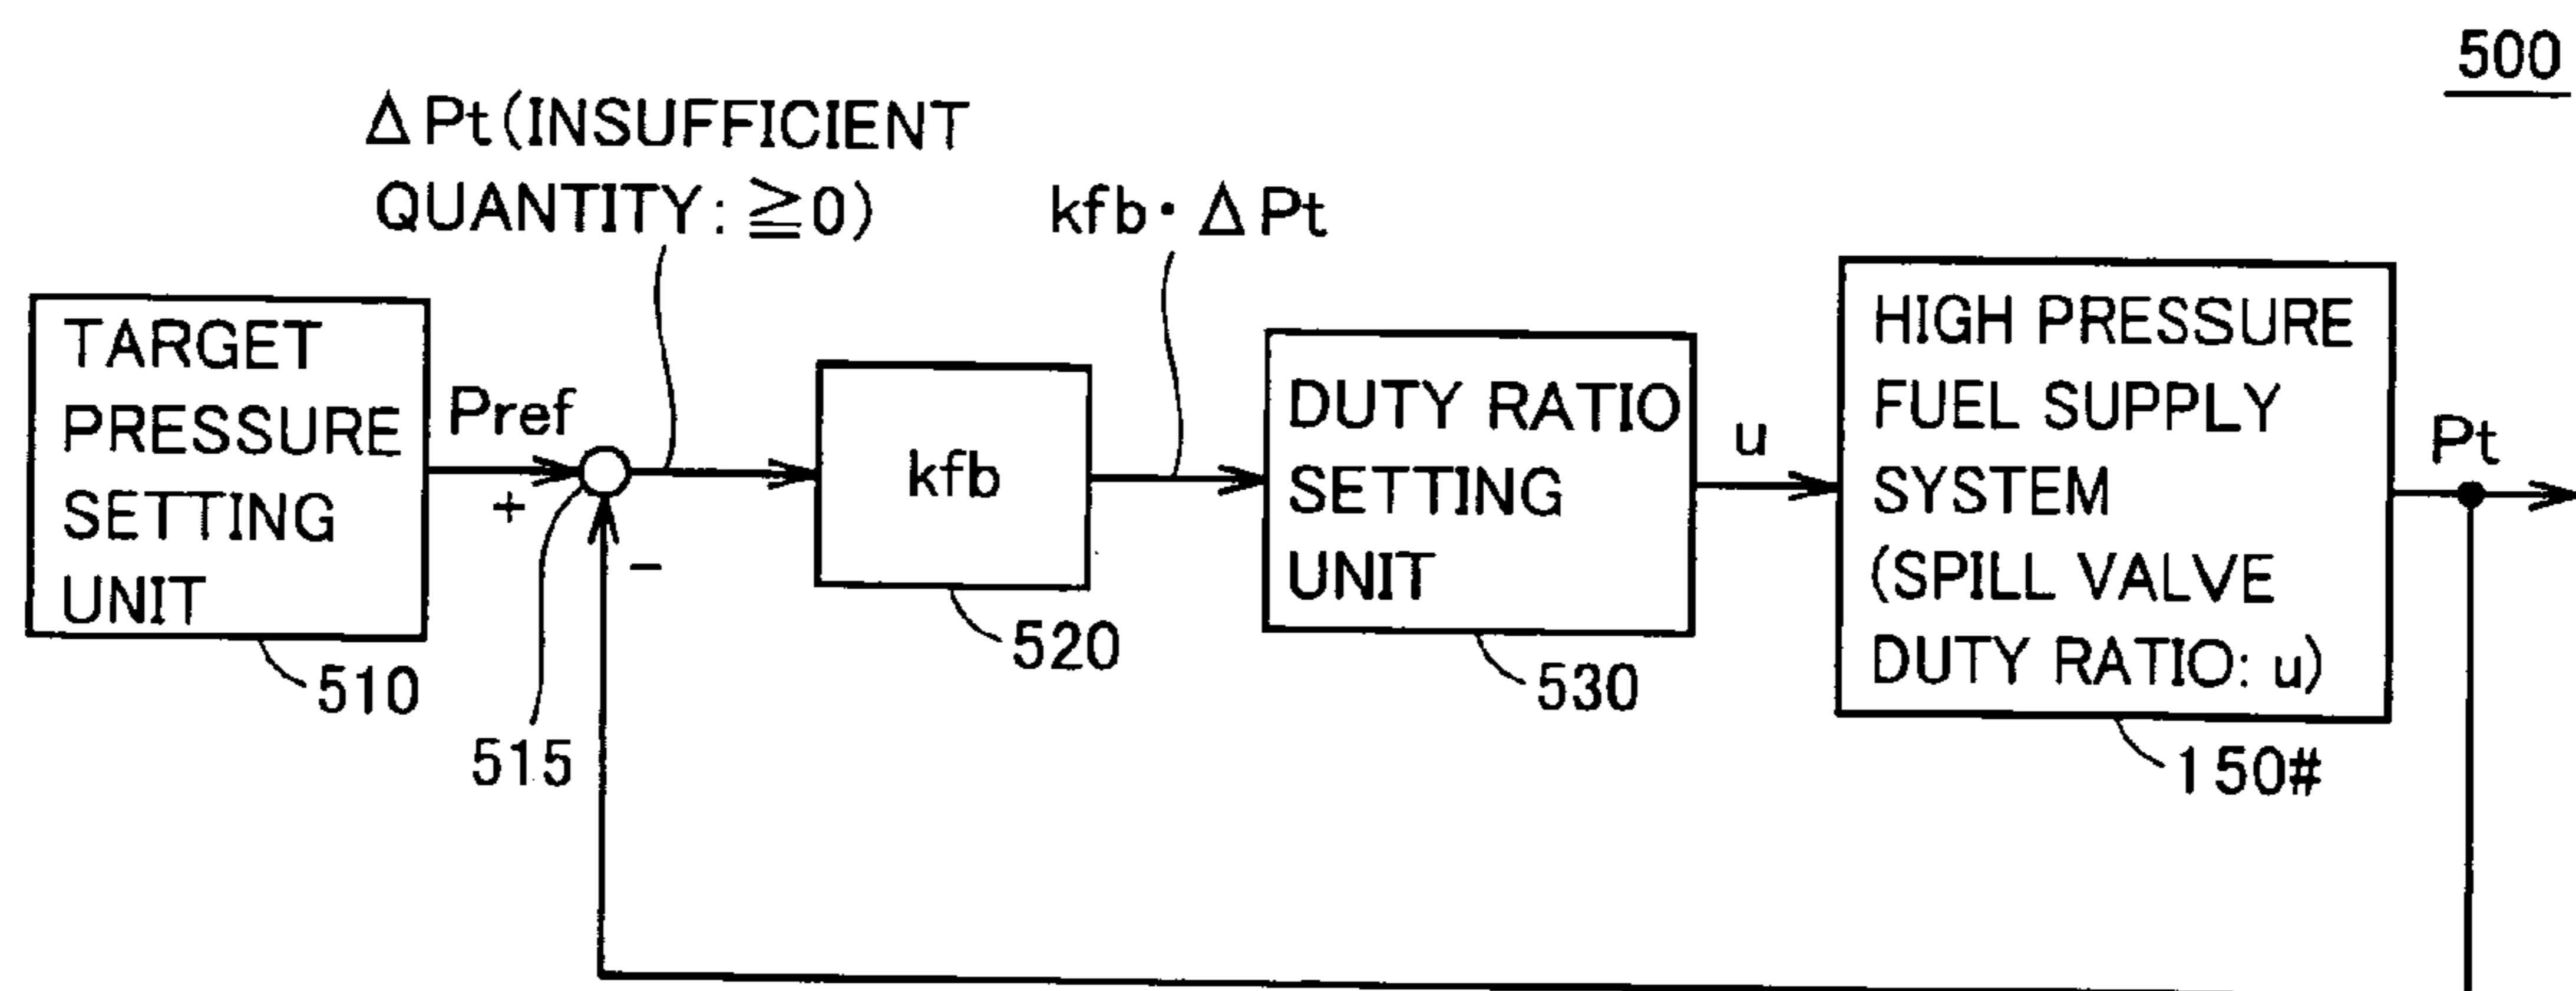 500
ΔPt(INSUFFICIENT
QUANTITY: ≧0)
kfb・ΔPt
TARGET
PRESSURE
SETTING
UNIT
510
Pref
+
-
515
kfb
520
DUTY RATIO
SETTING
UNIT
530
u
HIGH PRESSURE
FUEL SUPPLY
SYSTEM
(SPILL VALVE
DUTY RATIO: u)
150#
Pt